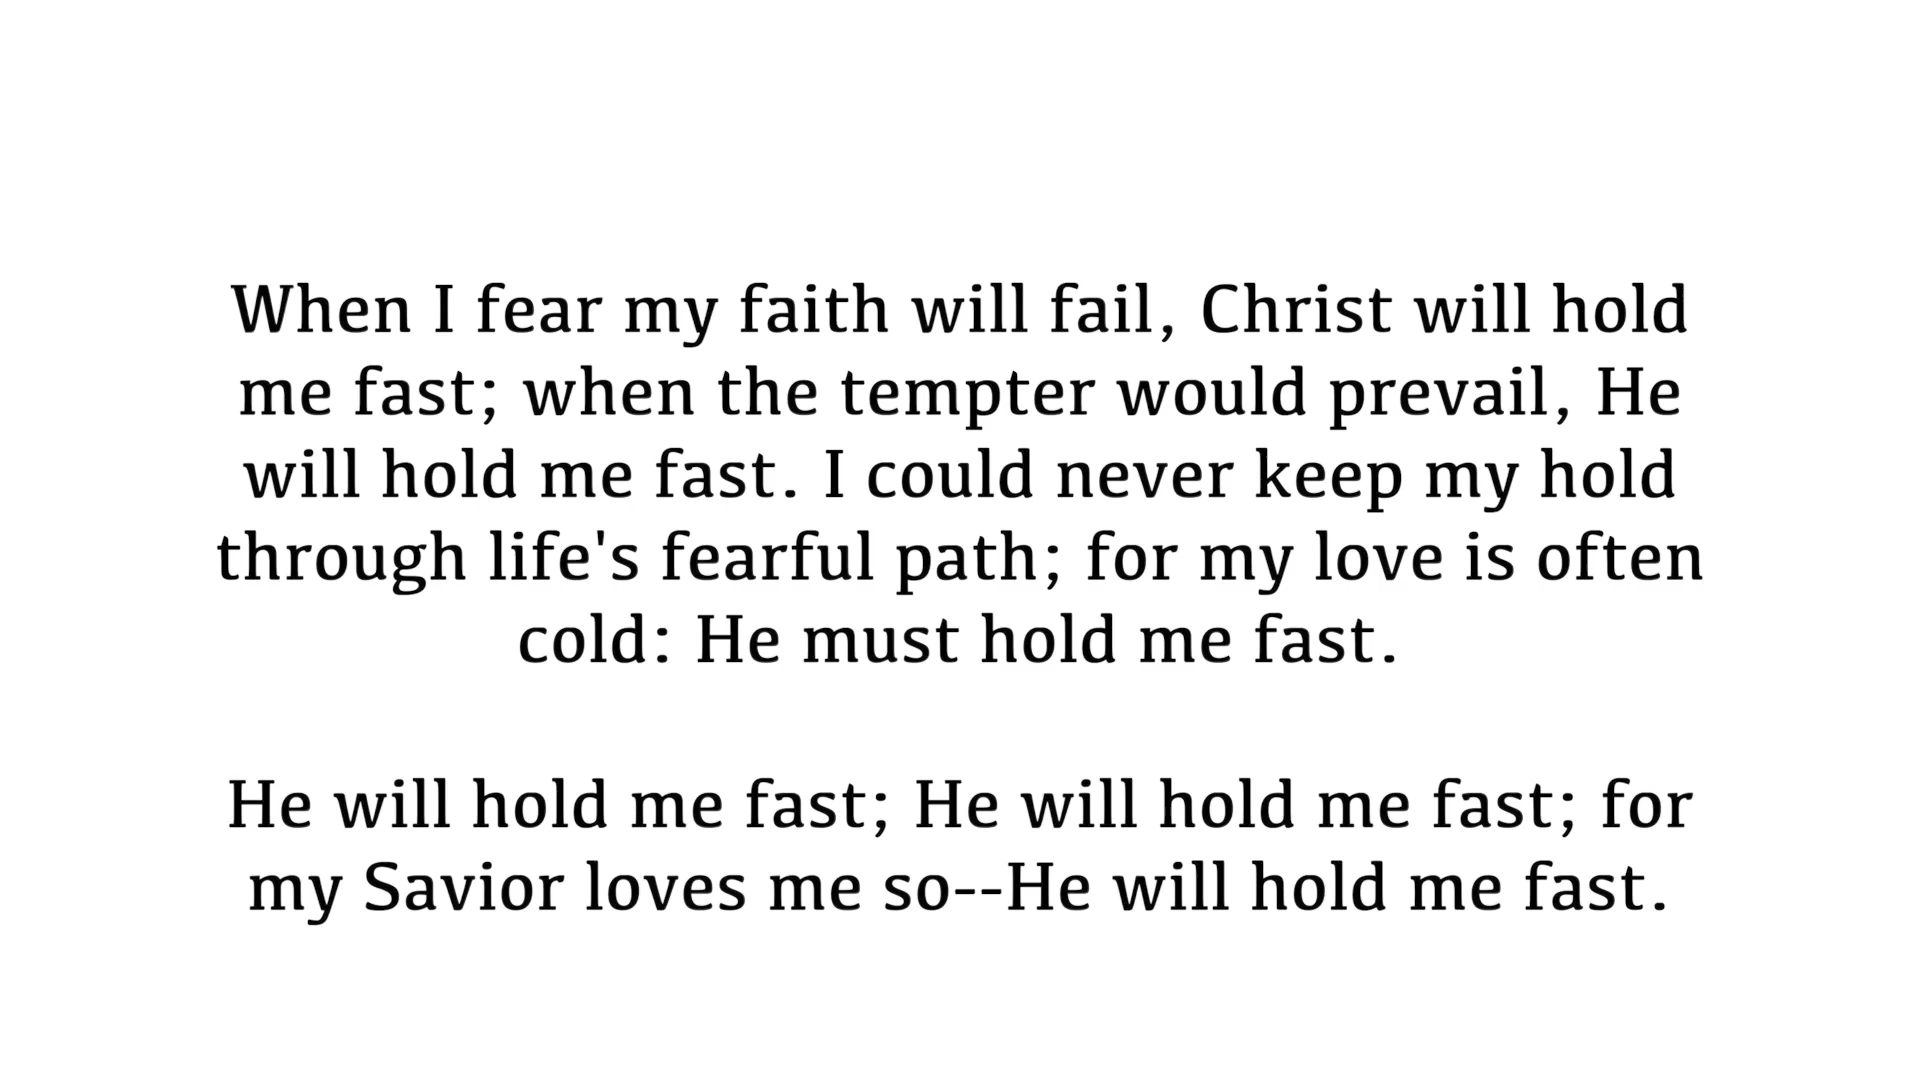 When I fear my faith will fail, Christ will hold
me fast; when the tempter would prevail, He
will hold me fast. I could never keep my hold
through life's fearful path; for my love is often
cold: He must hold me fast.
He will hold me fast; He will hold me fast; for
my Savior loves me so--He will hold me fast.